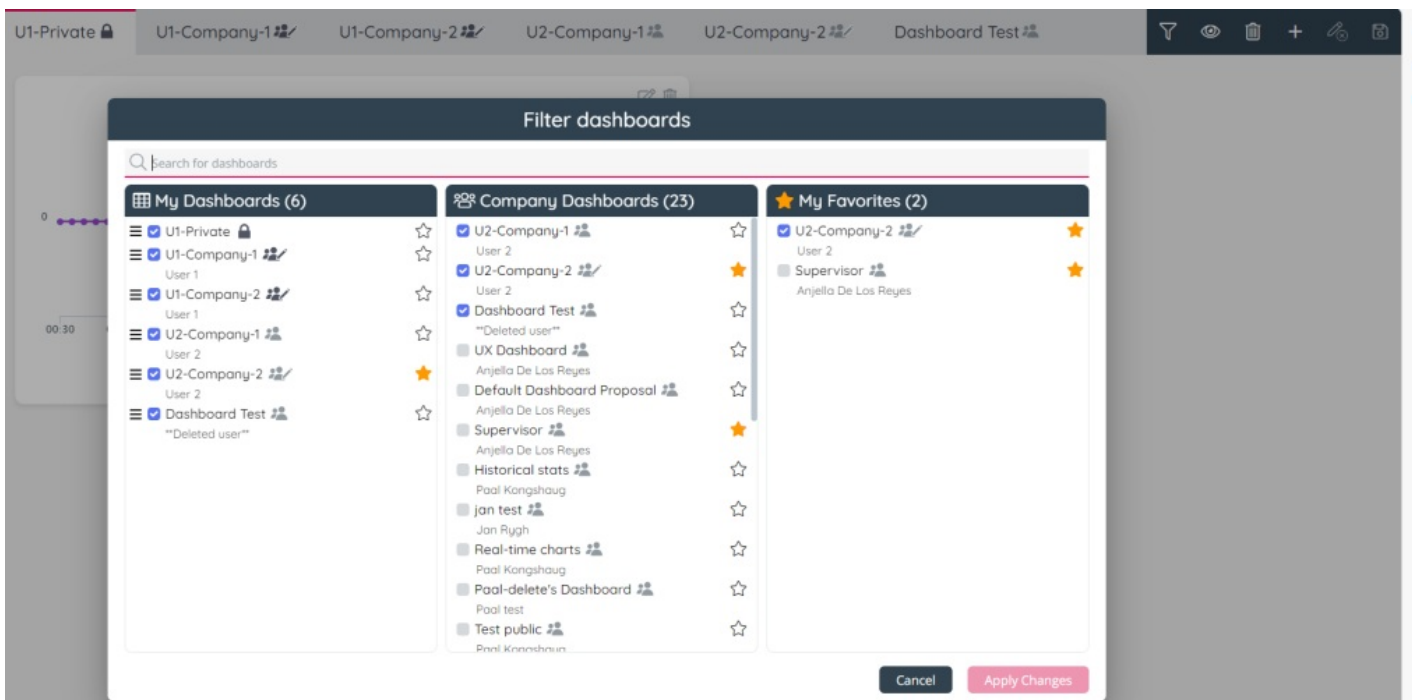 U1-Private U1-Company-1 U1-Company-2 U2-Company-1 U2-Company-2 Dashboard Test
0
00:30
Filter dashboards
Search for dashboards
My Dashboards (6)
U1-Private
U1-Company-1
User 1
U1-Company-2
User 1
U2-Company-1
User 2
U2-Company-2
User 2
Dashboard Test
**Deleted user**
Company Dashboards (23)
U2-Company-1
User 2
U2-Company-2
User 2
Dashboard Test
**Deleted user**
UX Dashboard
Anjella De Los Reyes
Default Dashboard Proposal
Anjella De Los Reyes
Supervisor
Anjella De Los Reyes
Historical stats
Paal Kongshaug
jan test
Jan Rygh
Real-time charts
Paal Kongshaug
Paal-delete's Dashboard
Paal test
Test public
Paal Kongshaug
My Favorites (2)
U2-Company-2
User 2
Supervisor
Anjella De Los Reyes
Cancel Apply Changes